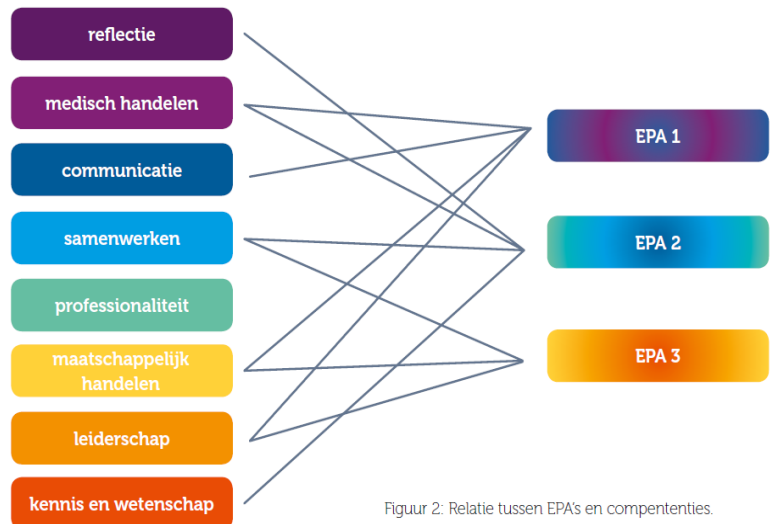 reflectie
medisch handelen
communicatie
samenwerken
professionaliteit
maatschappelijk
handelen
leiderschap
kennis en wetenschap
EPA 1
EPA 2
EPA 3
Figuur 2: Relatie tussen EPA's en compententies.